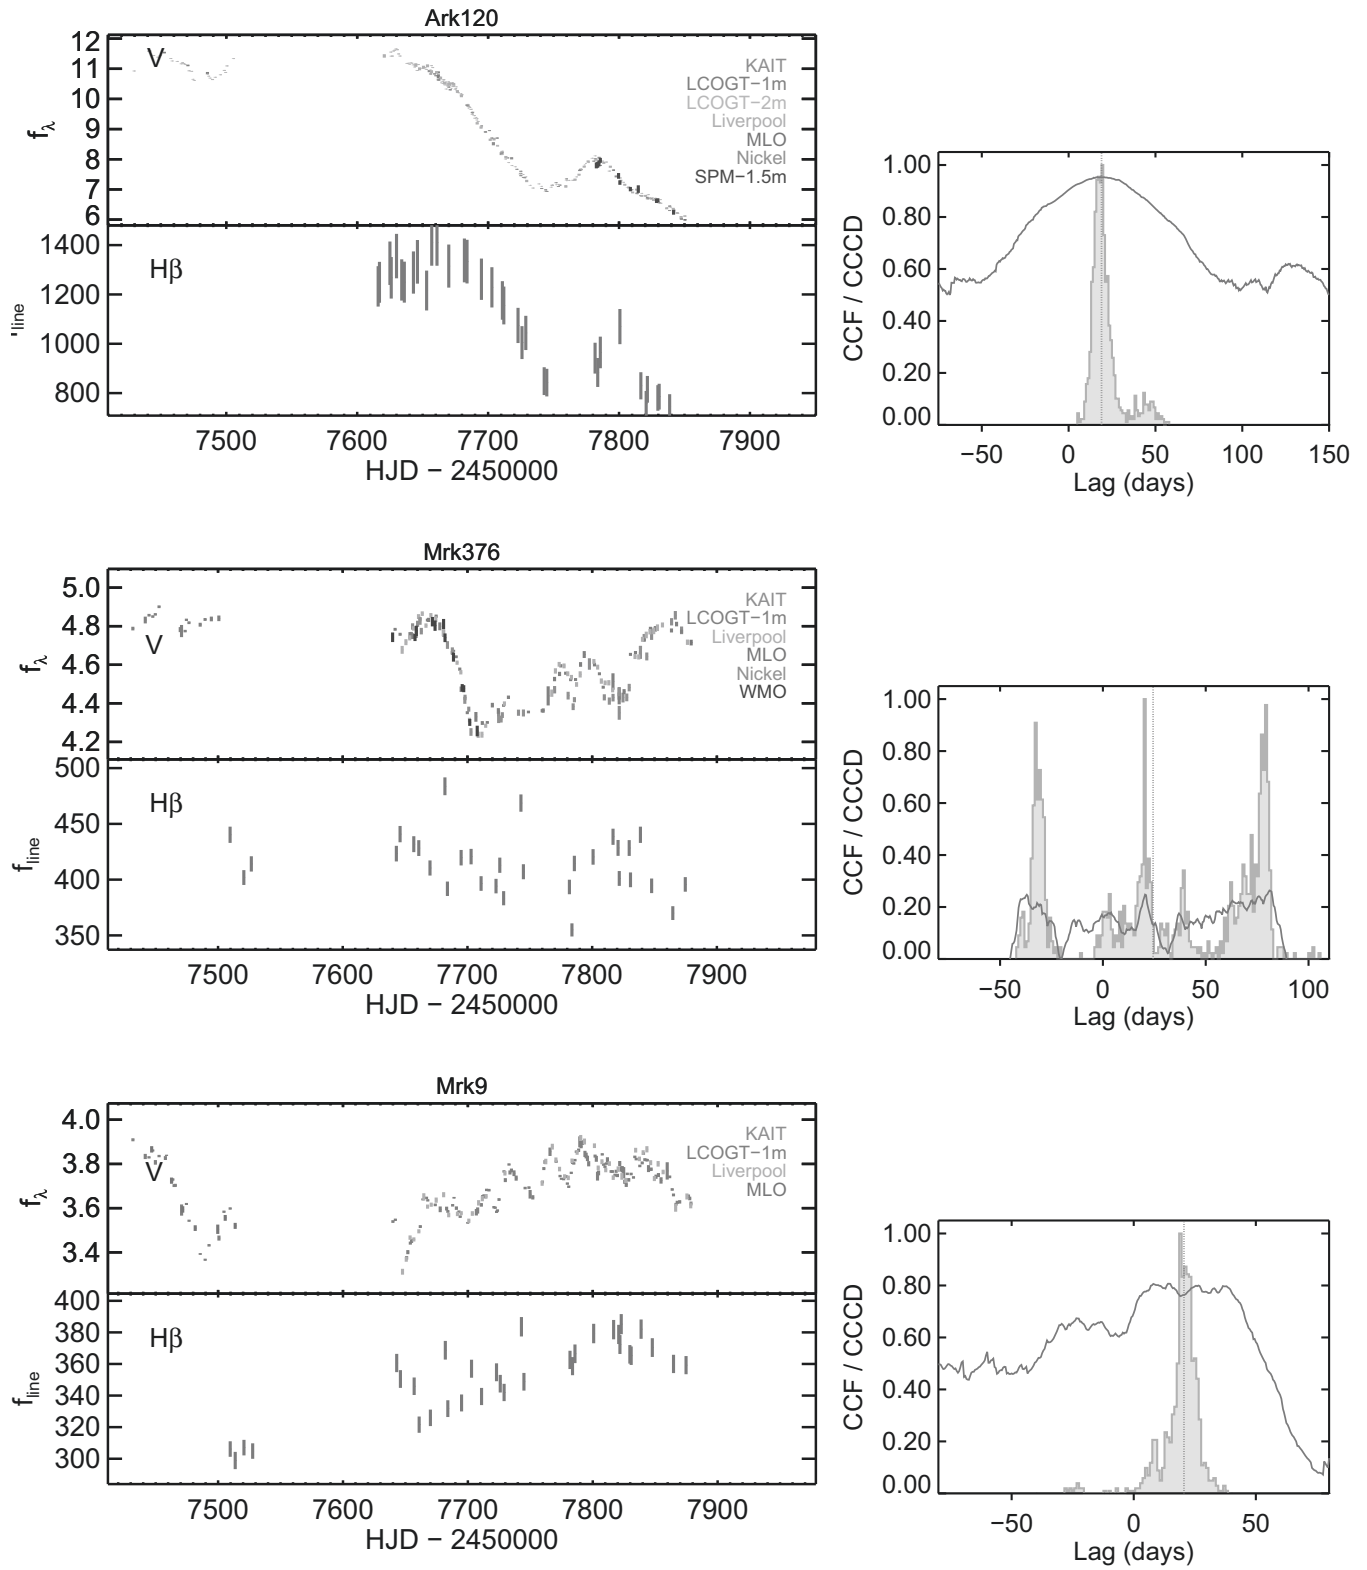 Ark120
12
11
10
9
8
7
6
fλ
V
KAIT
LCOGT−1m
LCOGT−2m
Liverpool
MLO
Nickel
SPM−1.5m
1400
1200
1000
800
line
Hβ
7500 7600 7700 7800 7900
HJD − 2450000
1.00
0.80
0.60
0.40
0.20
0.00
CCF / CCCD
−50 0 50 100 150
Lag (days)
Mrk376
5.0
4.8
4.6
4.4
4.2
fλ
V
KAIT
LCOGT−1m
Liverpool
MLO
Nickel
WMO
500
450
400
350
fline
Hβ
7500 7600 7700 7800 7900
HJD − 2450000
1.00
0.80
0.60
0.40
0.20
0.00
CCF / CCCD
−50 0 50 100
Lag (days)
Mrk9
4.0
3.8
3.6
3.4
fλ
V
KAIT
LCOGT−1m
Liverpool
MLO
400
380
360
340
320
300
fline
Hβ
7500 7600 7700 7800 7900
HJD − 2450000
1.00
0.80
0.60
0.40
0.20
0.00
CCF / CCCD
−50 0 50
Lag (days)